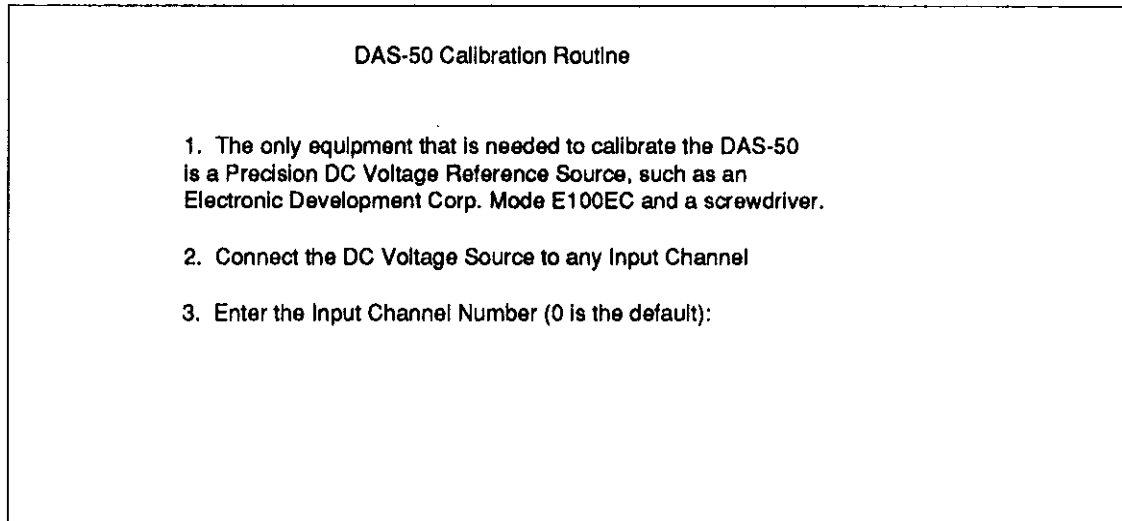 DAS-50 Calibration Routine
1. The only equipment that is needed to calibrate the DAS-50
is a Precision DC Voltage Reference Source, such as an
Electronic Development Corp. Mode E100EC and a screwdriver.
2. Connect the DC Voltage Source to any Input Channel
3. Enter the Input Channel Number (0 is the default):